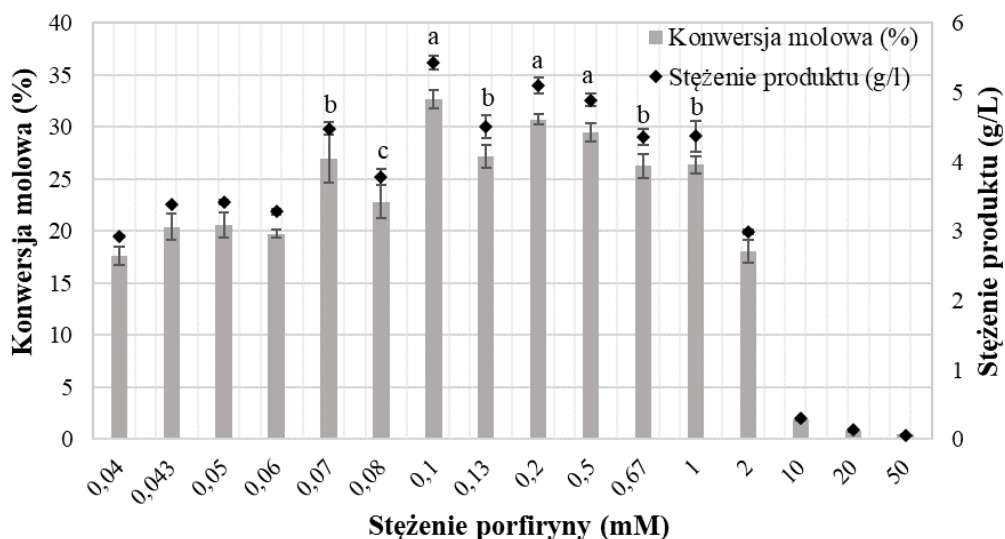 Konwersja molowa (%)
40
35
30
25
20
15
10
5
0
Konwersja molowa (%)
Stężenie produktu (g/l)
a
b
c
a
b
a
a
b
b
6
5
4
3
2
1
0
Stężenie produktu (g/L)
0,04
0,043
0,05
0,06
0,07
0,08
0,1
0,13
0,2
0,5
0,67
1
2
10
20
50
Stężenie porfiryny (mM)